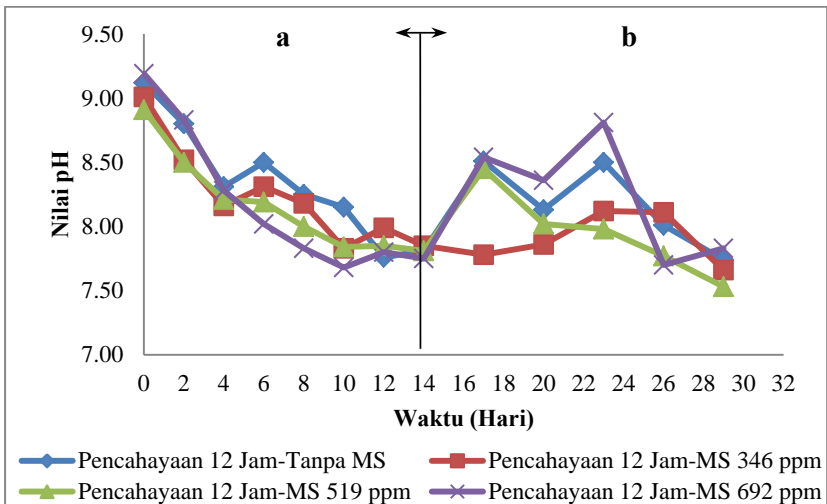 a b
9.50
9.00
8.50
8.00
7.50
7.00
Nilai pH
0 2 4 6 8 10 12 14 16 18 20 22 24 26 28 30 32
Waktu (Hari)
Pencahayaan 12 Jam-Tanpa MS Pencahayaan 12 Jam-MS 346 ppm
Pencahayaan 12 Jam-MS 519 ppm Pencahayaan 12 Jam-MS 692 ppm